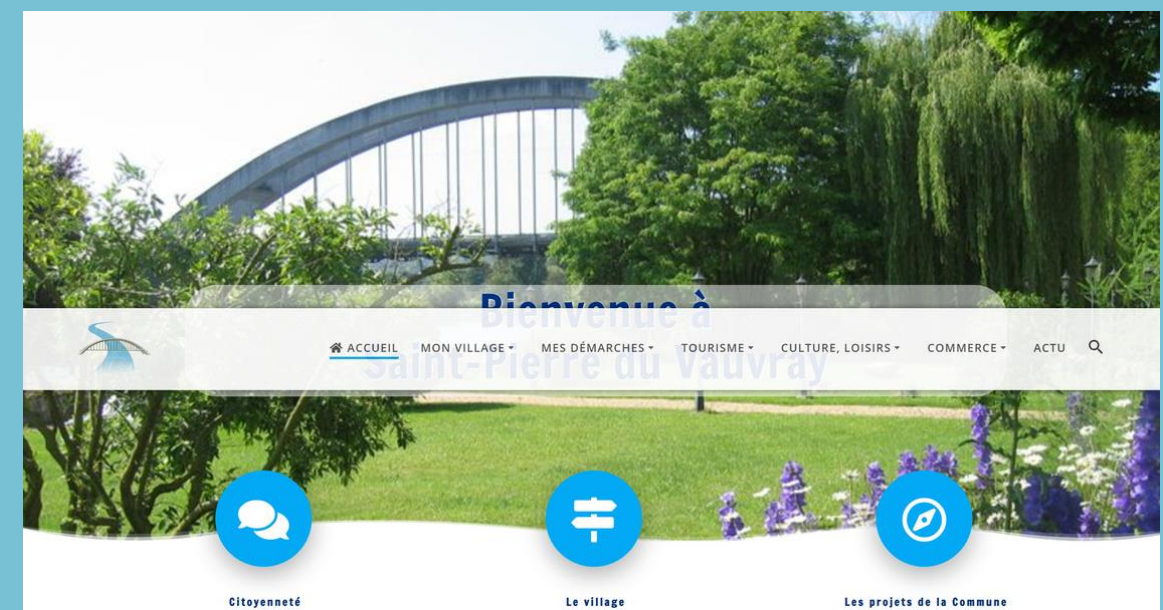 Bienvenue à
ACCUEIL MON VILLAGE MES DÉMARCHES TOURISME CULTURE, LOISIRS COMMERCE ACTU
Saint-Pierre du Vauvray
Citoyenneté Le village Les projets de la Commune